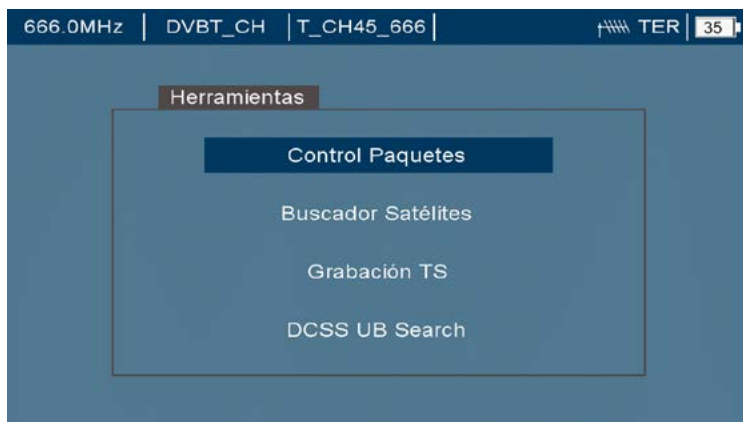 666.0MHz DVBT_CH T_CH45_666 TER 35
Herramientas
Control Paquetes
Buscador Satélites
Grabación TS
DCSS UB Search